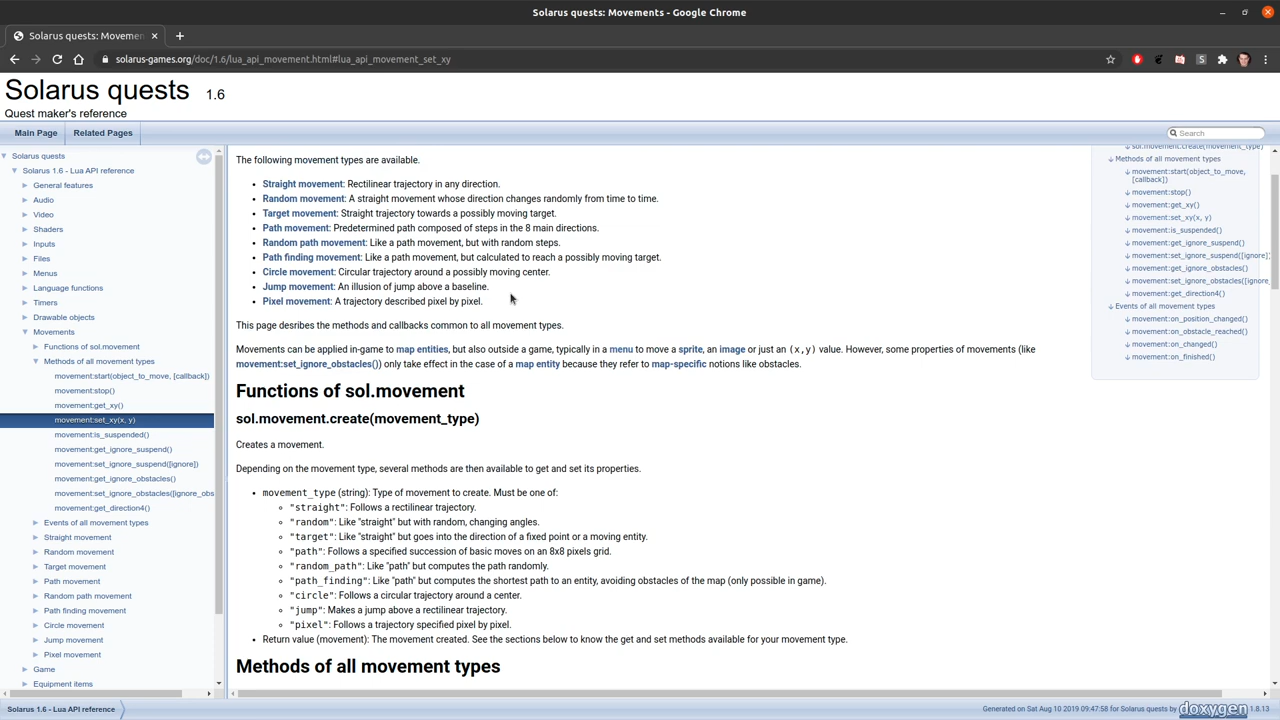 Solarus quests: Movements - Google Chrome
Solarus quests: Movemen
solarus-games.org/doc/1.6/lua_api_movement.html#lua_api_movement_set_xy
Solarus quests 1.6
Quest maker's reference
Main Page
Related Pages
Search
Solarus quests
Solarus 1.6 - Lua API reference
General features
Audio
Video
Shaders
Inputs
Files
Menus
Language functions
Timers
Drawable objects
Movements
Functions of sol.movement
Methods of all movement types
movement:start(object_to_move, [callback])
movement:stop()
movement:get_xy()
movement:set_xy(x, y)
movement:is_suspended()
movement:get_ignore_suspend()
movement:set_ignore_suspend([ignore])
movement:get_ignore_obstacles()
movement:set_ignore_obstacles([ignore_obs
movement:get_direction4()
Events of all movement types
Straight movement
Random movement
Target movement
Path movement
Random path movement
Path finding movement
Circle movement
Jump movement
Pixel movement
Game
Equipment items
The following movement types are available.
Straight movement: Rectilinear trajectory in any direction.
Random movement: A straight movement whose direction changes randomly from time to time.
Target movement: Straight trajectory towards a possibly moving target.
Path movement: Predetermined path composed of steps in the 8 main directions.
Random path movement: Like a path movement, but with random steps.
Path finding movement: Like a path movement, but calculated to reach a possibly moving target.
Circle movement: Circular trajectory around a possibly moving center.
Jump movement: An illusion of jump above a baseline.
Pixel movement: A trajectory described pixel by pixel.
This page desribes the methods and callbacks common to all movement types.
Movements can be applied in-game to map entities, but also outside a game, typically in a menu to move a sprite, an image or just an (x,y) value. However, some properties of movements (like
movement:set_ignore_obstacles()) only take effect in the case of a map entity because they refer to map-specific notions like obstacles.
Functions of sol.movement
sol.movement.create(movement_type)
Creates a movement.
Depending on the movement type, several methods are then available to get and set its properties.
movement_type (string): Type of movement to create. Must be one of:
"straight": Follows a rectilinear trajectory.
"random": Like "straight" but with random, changing angles.
"target": Like "straight" but goes into the direction of a fixed point or a moving entity.
"path": Follows a specified succession of basic moves on an 8x8 pixels grid.
"random_path": Like "path" but computes the path randomly.
"path_finding": Like "path" but computes the shortest path to an entity, avoiding obstacles of the map (only possible in game).
"circle": Follows a circular trajectory around a center.
"jump": Makes a jump above a rectilinear trajectory.
"pixel": Follows a trajectory specified pixel by pixel.
Return value (movement): The movement created. See the sections below to know the get and set methods available for your movement type.
Methods of all movement types
sol.movement.create(movement_type)
Methods of all movement types
movement:start(object_to_move,
[callback])
movement:stop()
movement:get_xy()
movement:set_xy(x, y)
movement:is_suspended()
movement:get_ignore_suspend()
movement:set_ignore_suspend([ignore])
movement:get_ignore_obstacles()
movement:set_ignore_obstacles([ignore_
movement:get_direction4()
Events of all movement types
movement:on_position_changed()
movement:on_obstacle_reached()
movement:on_changed()
movement:on_finished()
Solarus 1.6 - Lua API reference
Generated on Sat Aug 10 2019 09:47:58 for Solarus quests by doxygen 1.8.13